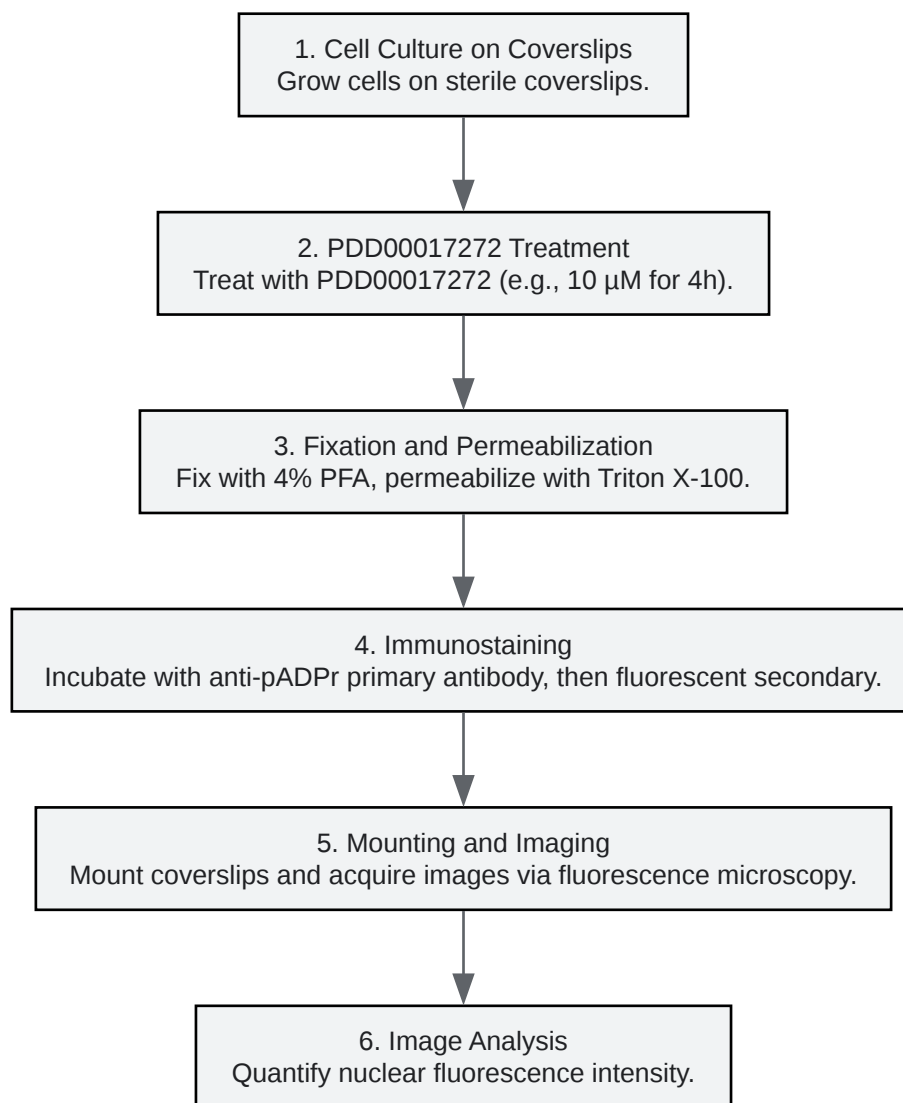 1. Cell Culture on Coverslips
Grow cells on sterile coverslips.
2. PDD00017272 Treatment
Treat with PDD00017272 (e.g., 10 µM for 4h).
3. Fixation and Permeabilization
Fix with 4% PFA, permeabilize with Triton X-100.
4. Immunostaining
Incubate with anti-pADPr primary antibody, then fluorescent secondary.
5. Mounting and Imaging
Mount coverslips and acquire images via fluorescence microscopy.
6. Image Analysis
Quantify nuclear fluorescence intensity.